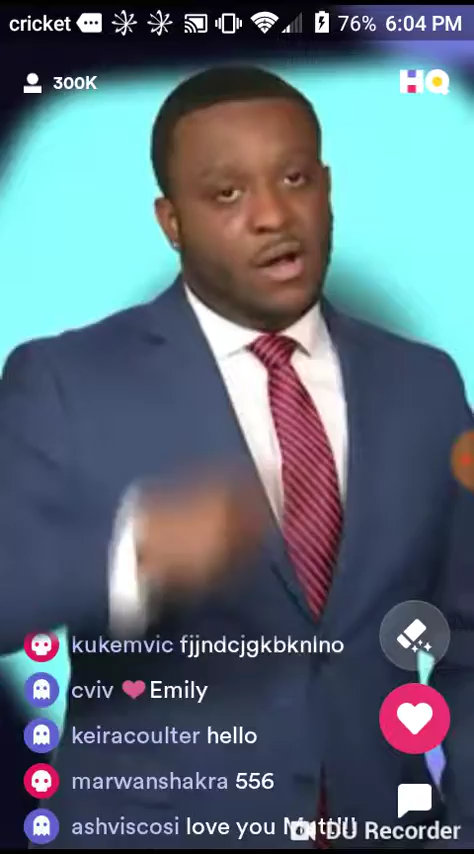 cricket 76% 6:04 PM
300K HQ
kukemvic fjjndcjgkbknlno
cviv ❤Emily
keiracoulter hello
marwanshakra 556
ashviscosi love you
DU Recorder